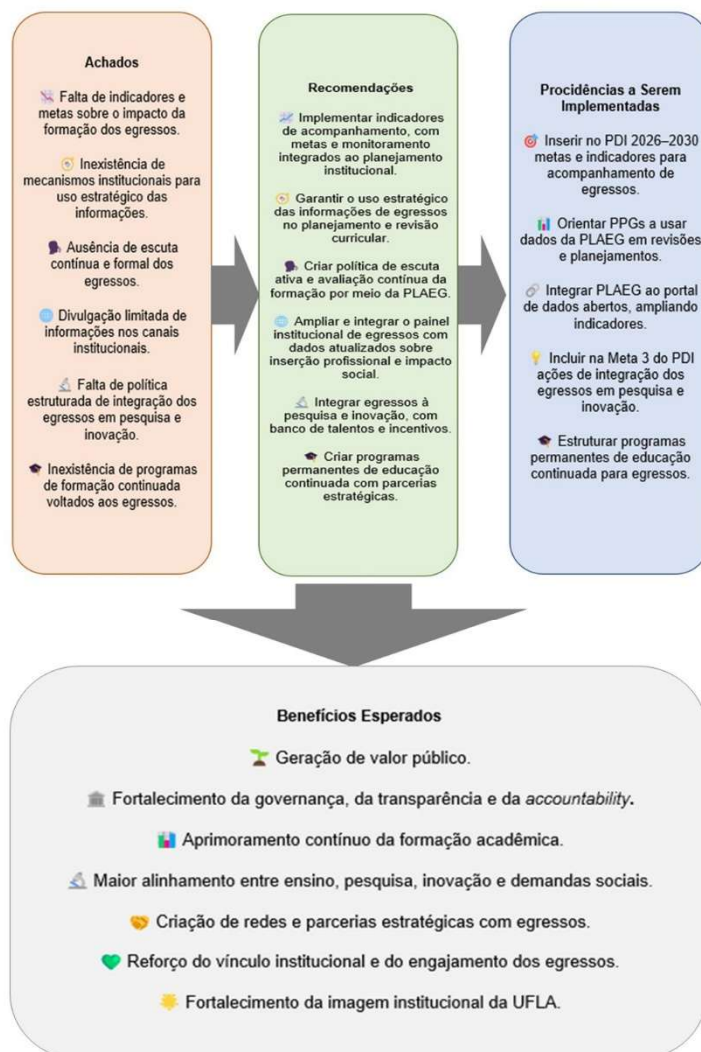 Achados
Falta de indicadores e
metas sobre o impacto da
formação dos egressos.
Inexistência de
mecanismos institucionais para
uso estratégico das
informações.
Ausência de escuta
contínua e formal dos
egressos.
Divulgação limitada de
informações nos canais
institucionais.
Falta de política
estruturada de integração dos
egressos em pesquisa e
inovação.
Inexistência de programas
de formação continuada
voltados aos egressos.
Recomendações
Implementar indicadores
de acompanhamento, com
metas e monitoramento
integrados ao planejamento
institucional.
Garantir o uso estratégico
das informações de egressos
no planejamento e revisão
curricular.
Criar política de escuta
ativa e avaliação contínua da
formação por meio da PLAEG.
Ampliar e integrar o painel
institucional de egressos com
dados atualizados sobre
inserção profissional e impacto
social.
Integrar egressos à
pesquisa e inovação, com
banco de talentos e incentivos.
Criar programas
permanentes de educação
continuada com parcerias
estratégicas.
Procidências a Serem
Implementadas
Inserir no PDI 2026–2030
metas e indicadores para
acompanhamento de
egressos.
Orientar PPGs a usar
dados da PLAEG em revisões
e planejamentos.
Integrar PLAEG ao portal
de dados abertos, ampliando
indicadores.
Incluir na Meta 3 do PDI
ações de integração dos
egressos em pesquisa e
inovação.
Estruturar programas
permanentes de educação
continuada para egressos.
Benefícios Esperados
Geração de valor público.
Fortalecimento da governança, da transparência e da accountability.
Aprimoramento contínuo da formação acadêmica.
Maior alinhamento entre ensino, pesquisa, inovação e demandas sociais.
Criação de redes e parcerias estratégicas com egressos.
Reforço do vínculo institucional e do engajamento dos egressos.
Fortalecimento da imagem institucional da UFLA.